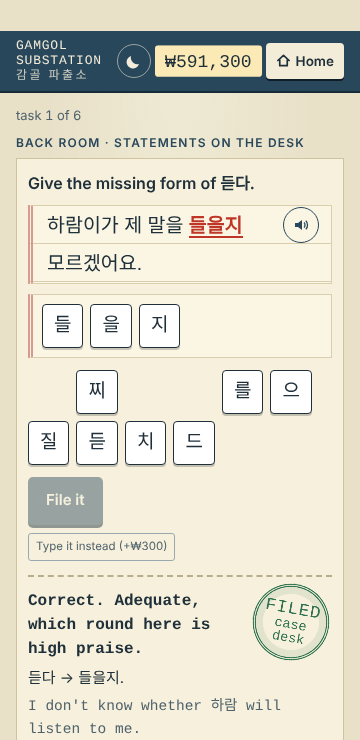 GAMGOL
SUBSTATION
감골 파출소
₩591,300
Home
task 1 of 6
BACK ROOM · STATEMENTS ON THE DESK
Give the missing form of 듣다.
하람이가 제 말을 들을지
모르겠어요.
들 을 지
찌 를 으
질 듣 치 드
File it
Type it instead (+₩300)
Correct. Adequate,
which round here is
high praise.
FILED
case
desk
듣다 → 들을지.
I don't know whether 하람 will
listen to me.